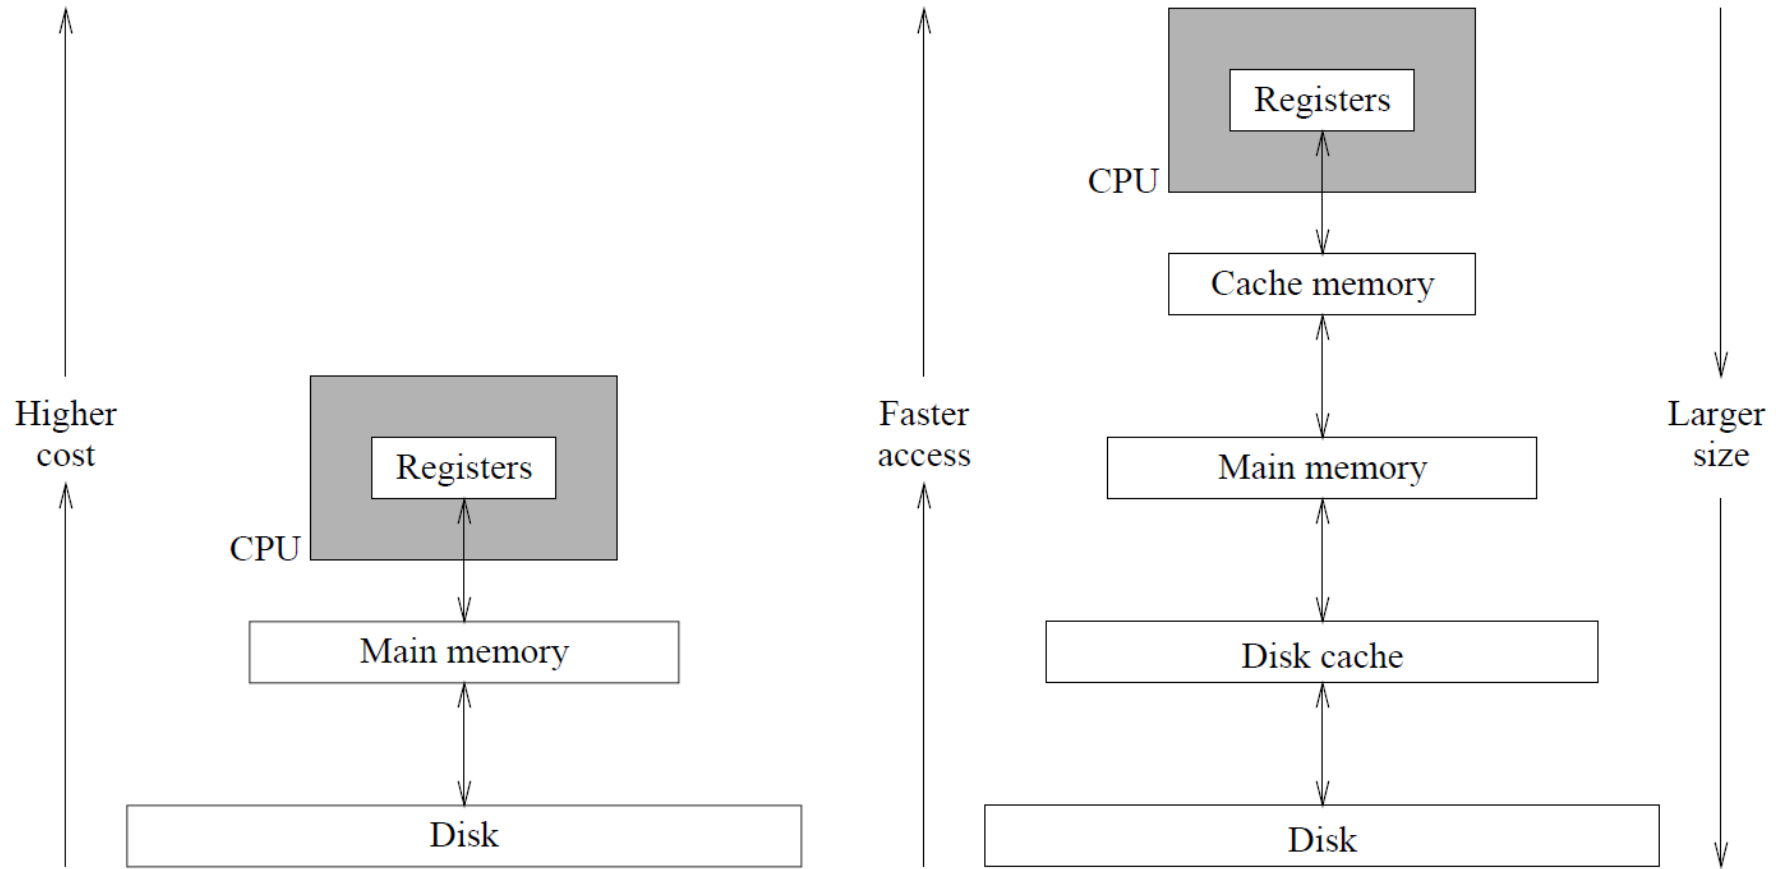 Higher
cost
Registers
CPU
Main memory
Disk
Faster
access
Registers
CPU
Cache memory
Main memory
Disk cache
Disk
Larger
size